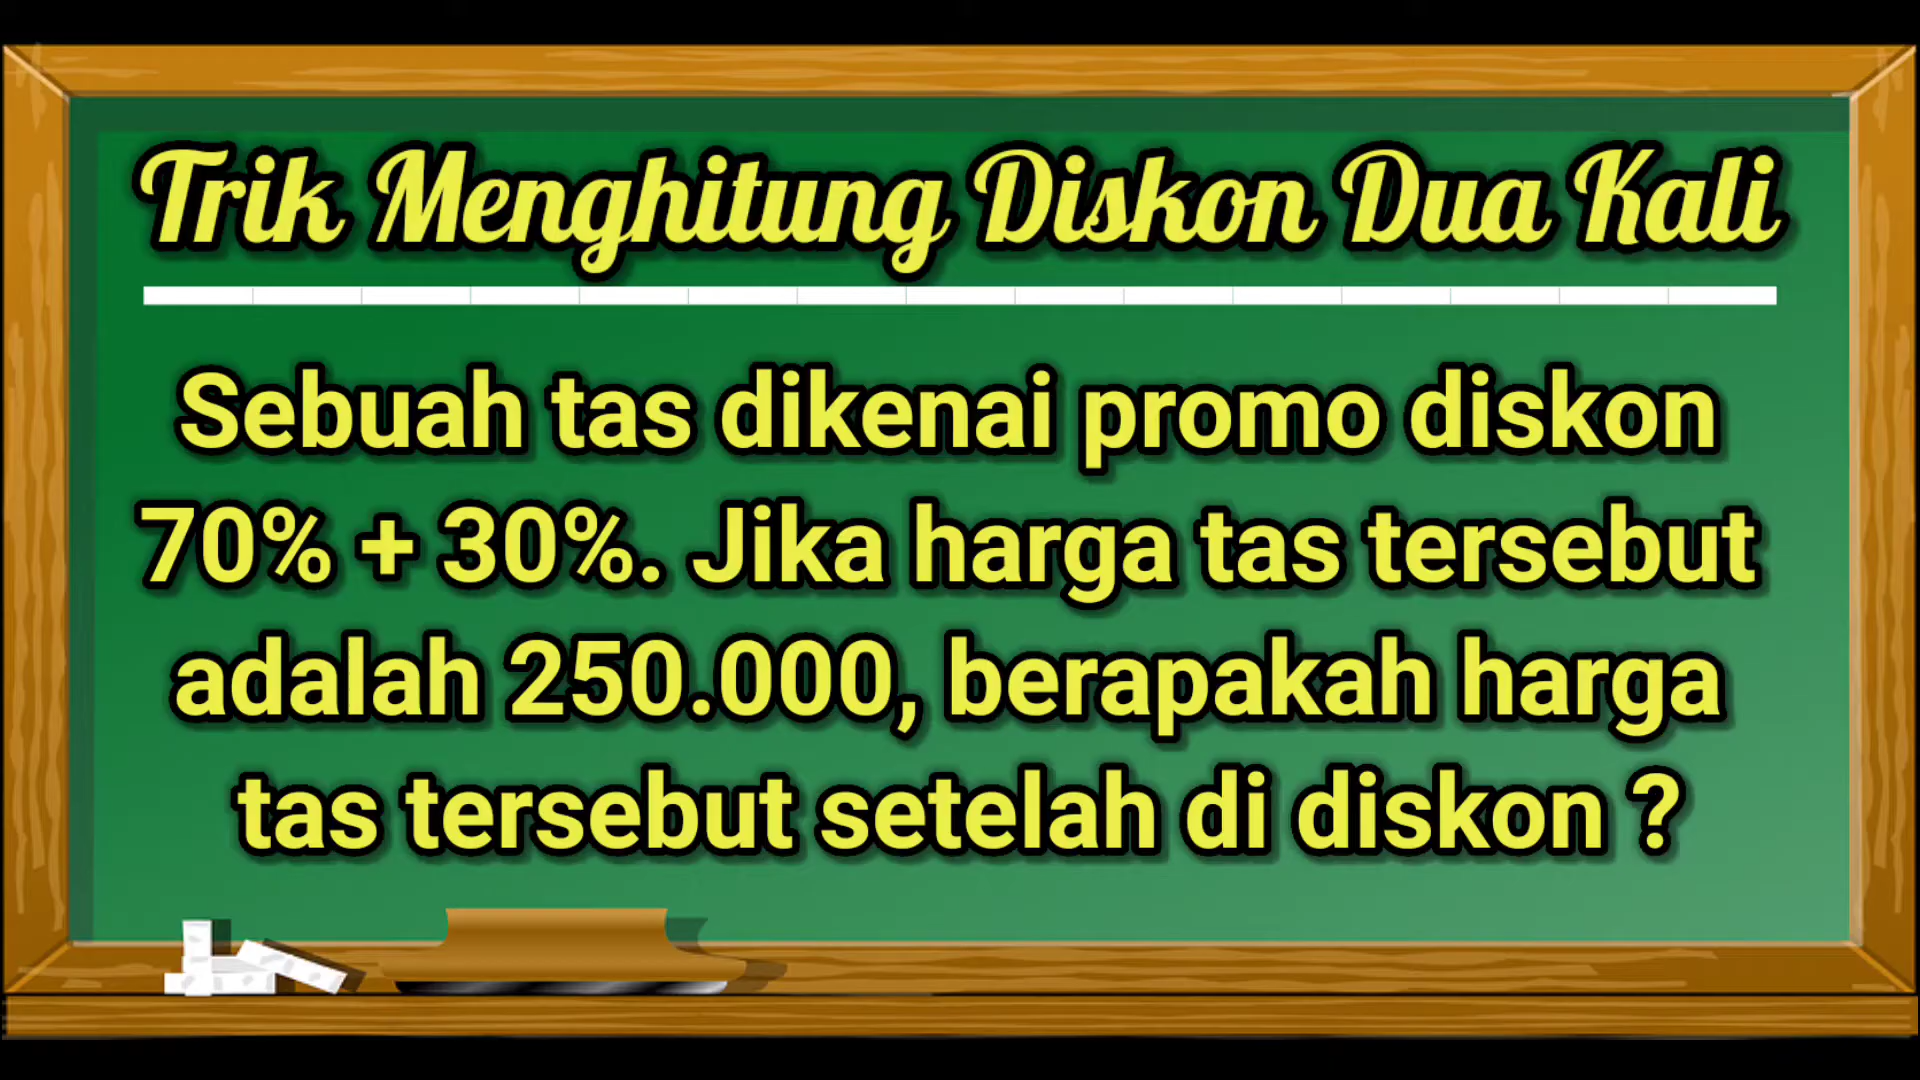 Trik Menghitung Diskon Dua Kali
Sebuah tas dikenai promo diskon
70% + 30%. Jika harga tas tersebut
adalah 250.000, berapakah harga
tas tersebut setelah di diskon ?